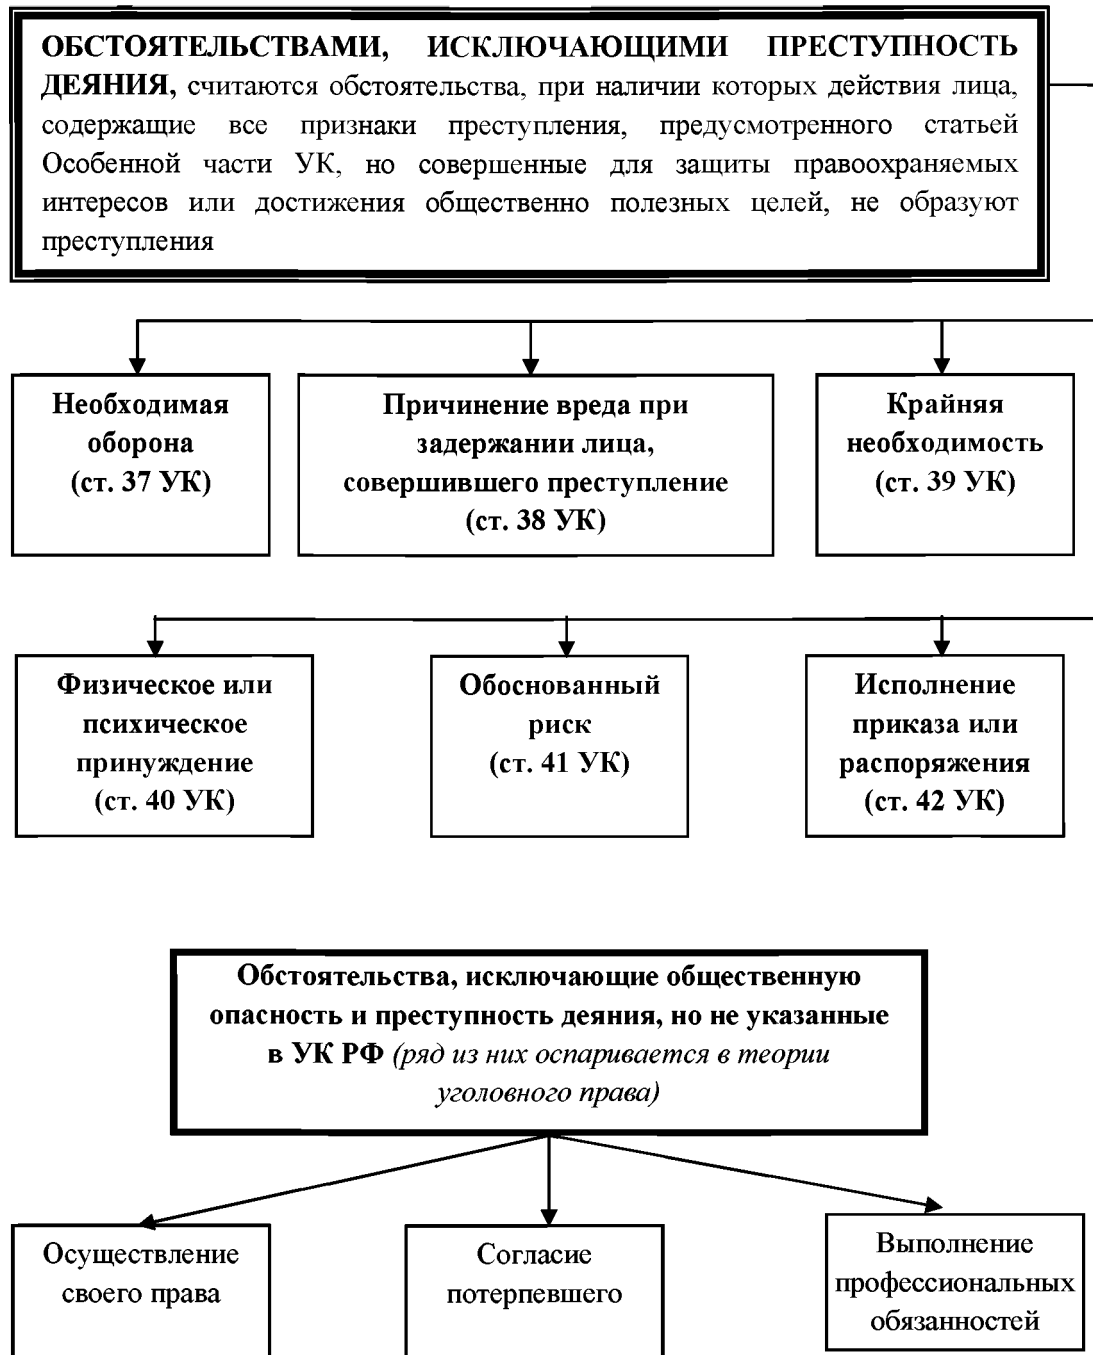 ОБСТОЯТЕЛЬСТВАМИ, ИСКЛЮЧАЮЩИМИ ПРЕСТУПНОСТЬ
ДЕЯНИЯ, считаются обстоятельства, при наличии которых действия лица,
содержащие все признаки преступления, предусмотренного статьей
Особенной части УК, но совершенные для защиты правоохраняемых
интересов или достижения общественно полезных целей, не образуют
преступления
Необходимая
оборона
(ст. 37 УК)
Причинение вреда при
задержании лица,
совершившего преступление
(ст. 38 УК)
Крайняя
необходимость
(ст. 39 УК)
Физическое или
психическое
принуждение
(ст. 40 УК)
Обоснованный
риск
(ст. 41 УК)
Исполнение
приказа или
распоряжения
(ст. 42 УК)
Обстоятельства, исключающие общественную
опасность и преступность деяния, но не указанные
в УК РФ (ряд из них оспаривается в теории
уголовного права)
Осуществление
своего права
Согласие
потерпевшего
Выполнение
профессиональных
обязанностей